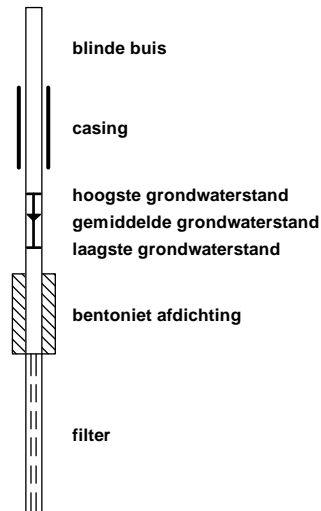 blinde buis
casing
hoogste grondwaterstand
gemiddelde grondwaterstand
laagste grondwaterstand
bentoniet afdichting
filter